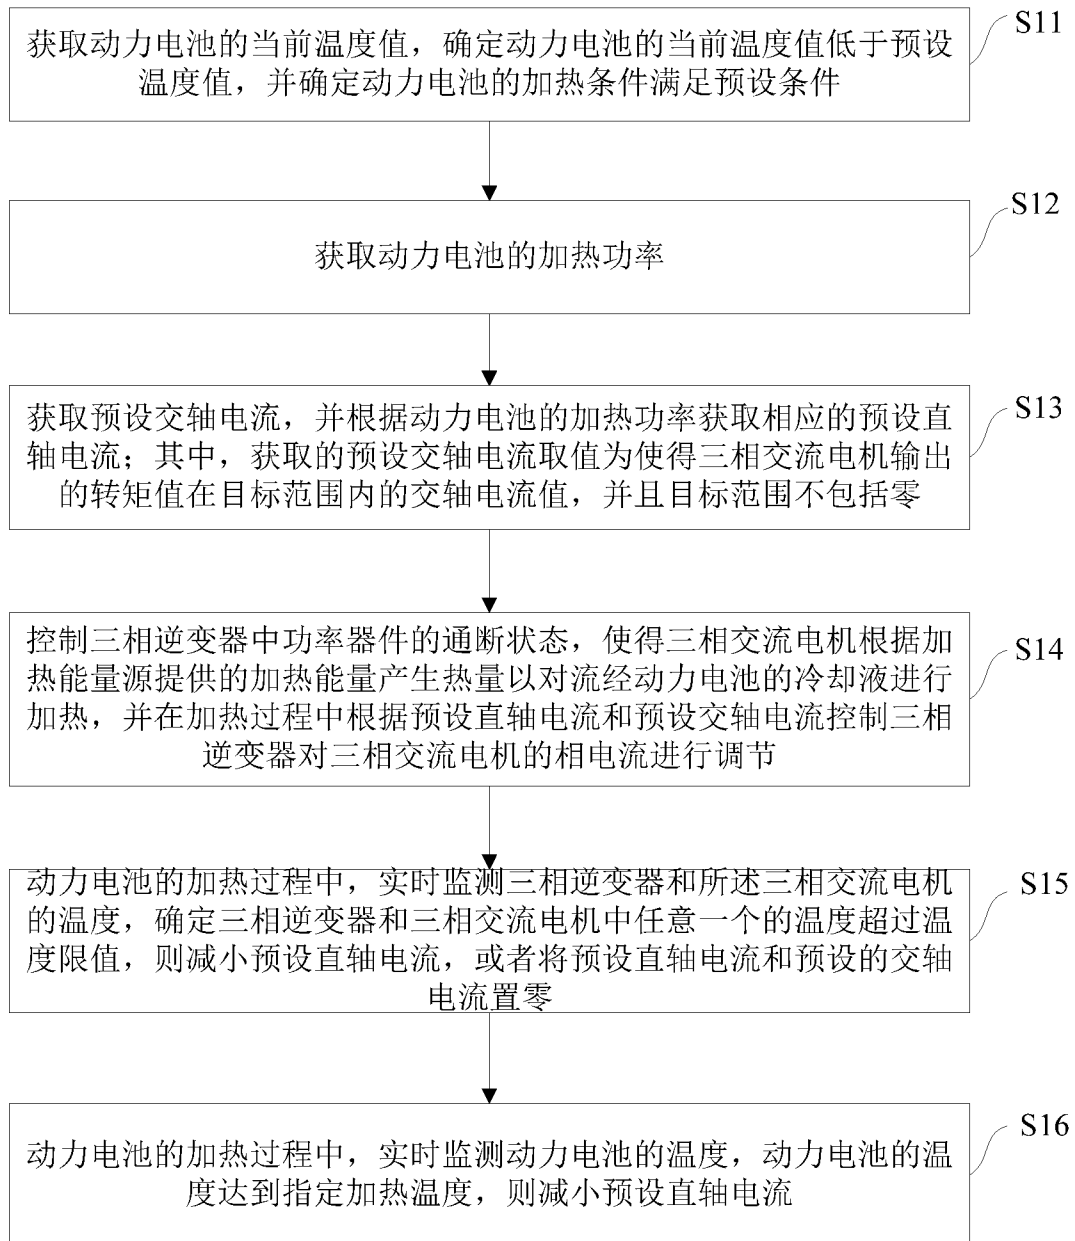 获取动力电池的当前温度值，确定动力电池的当前温度值低于预设
温度值，并确定动力电池的加热条件满足预设条件
S11
获取动力电池的加热功率
S12
获取预设交轴电流，并根据动力电池的加热功率获取相应的预设直
轴电流；其中，获取的预设交轴电流取值为使得三相交流电机输出
的转矩值在目标范围内的交轴电流值，并且目标范围不包括零
S13
控制三相逆变器中功率器件的通断状态，使得三相交流电机根据加
热能量源提供的加热能量产生热量以对流经动力电池的冷却液进行
加热，并在加热过程中根据预设直轴电流和预设交轴电流控制三相
逆变器对三相交流电机的相电流进行调节
S14
动力电池的加热过程中，实时监测三相逆变器和所述三相交流电机
的温度，确定三相逆变器和三相交流电机中任意一个的温度超过温
度限值，则减小预设直轴电流，或者将预设直轴电流和预设的交轴
电流置零
S15
动力电池的加热过程中，实时监测动力电池的温度，动力电池的温
度达到指定加热温度，则减小预设直轴电流
S16